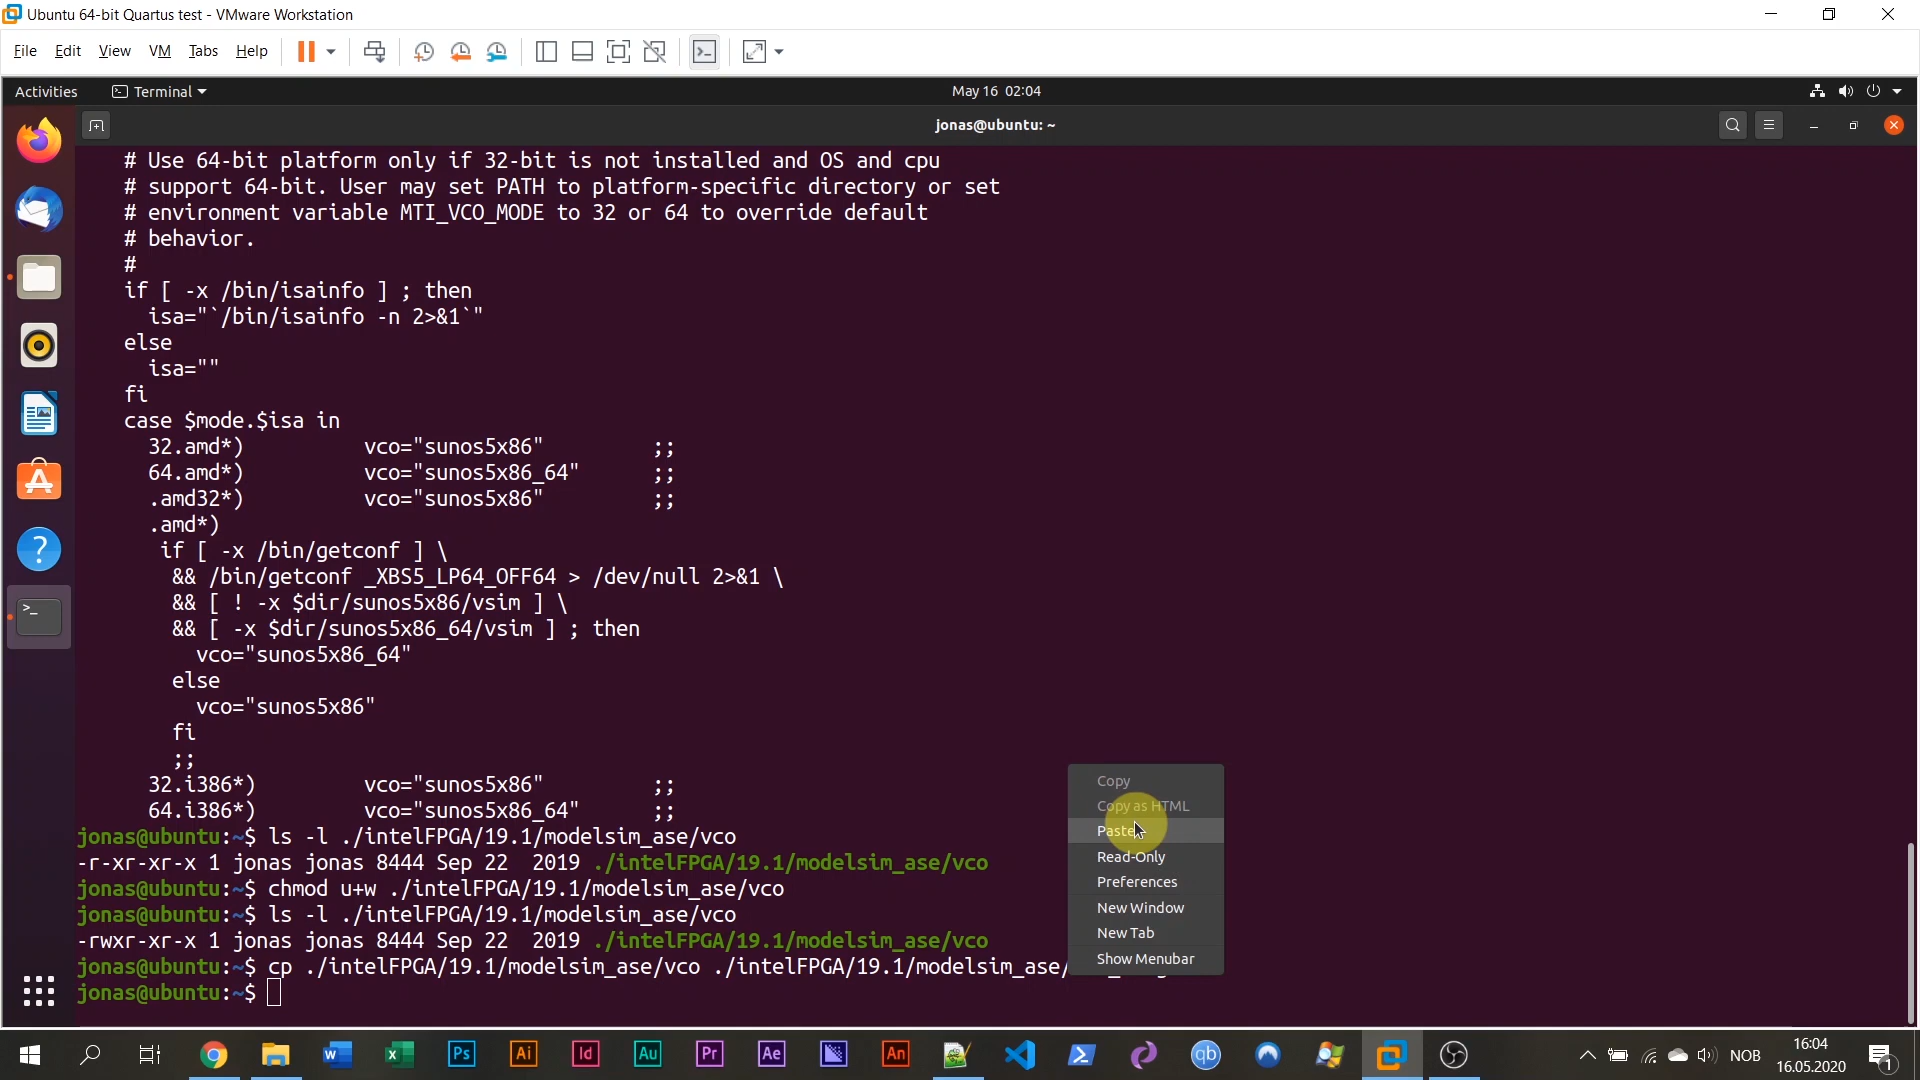 Ubuntu 64-bit Quartus test - VMware Workstation
File Edit View VM Tabs Help
Activities Terminal May 16 02:04
jonas@ubuntu: ~
# Use 64-bit platform only if 32-bit is not installed and OS and cpu
# support 64-bit. User may set PATH to platform-specific directory or set
# environment variable MTI_VCO_MODE to 32 or 64 to override default
# behavior.
#
if [ -x /bin/isainfo ] ; then
isa="`/bin/isainfo -n 2>&1`"
else
isa=""
fi
case $mode.$isa in
32.amd*) vco="sunos5x86" ;;
64.amd*) vco="sunos5x86_64" ;;
.amd32*) vco="sunos5x86" ;;
.amd*)
if [ -x /bin/getconf ] \
&& /bin/getconf _XBS5_LP64_OFF64 > /dev/null 2>&1 \
&& [ ! -x $dir/sunos5x86/vsim ] \
&& [ -x $dir/sunos5x86_64/vsim ] ; then
vco="sunos5x86_64"
else
vco="sunos5x86"
fi
;;
32.i386*) vco="sunos5x86" ;;
64.i386*) vco="sunos5x86_64" ;;
jonas@ubuntu:~$ ls -l ./intelFPGA/19.1/modelsim_ase/vco
-r-xr-xr-x 1 jonas jonas 8444 Sep 22 2019 ./intelFPGA/19.1/modelsim_ase/vco
jonas@ubuntu:~$ chmod u+w ./intelFPGA/19.1/modelsim_ase/vco
jonas@ubuntu:~$ ls -l ./intelFPGA/19.1/modelsim_ase/vco
-rwxr-xr-x 1 jonas jonas 8444 Sep 22 2019 ./intelFPGA/19.1/modelsim_ase/vco
jonas@ubuntu:~$ cp ./intelFPGA/19.1/modelsim_ase/vco ./intelFPGA/19.1/modelsim_ase/
jonas@ubuntu:~$
Copy
Copy as HTML
Paste
Read-Only
Preferences
New Window
New Tab
Show Menubar
Ps Ai Id Au Pr Ae An qb
NOB
16:04
16.05.2020
1